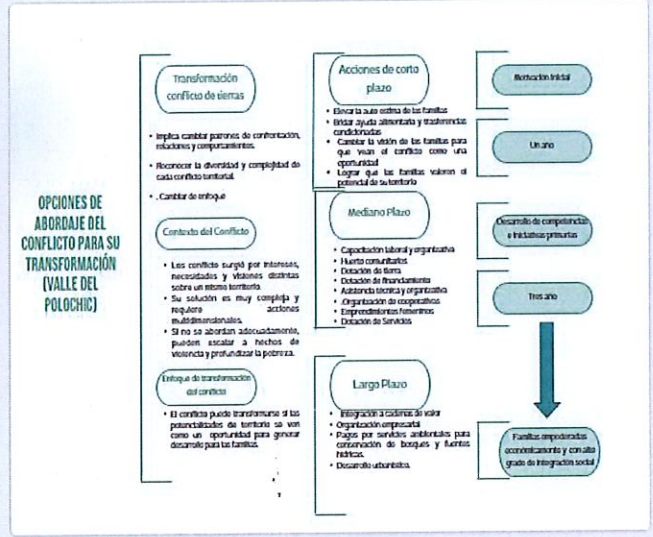 OPCIONES DE
ABORDAJE DEL
CONFLICTO PARA SU
TRANSFORMACIÓN
(VALLE DEL
POLOCHIC)
Transformación
conflicto de tierras
• Implica cambiar patrones de confrontación,
relaciones y comportamientos.
• Reconocer la diversidad y complejidad de
cada conflicto territorial.
• . Cambiar de enfoque
Contexto del Conflicto
• Los conflicto surgió por intereses,
necesidades y visiones distintas
sobre un mismo territorio.
• Su solución es muy compleja y
requiere acciones
multidimensionales.
• Si no se abordan adecuadamente,
pueden escalar a hechos de
violencia y profundizar la pobreza.
Enfoque de transformación
del conflicto
• El conflicto puede transformarse si las
potencialidades de territorio se ven
como un oportunidad para generar
desarrollo para las familias.
Acciones de corto
plazo
• Elevar la auto estima de las familias
• Bridar ayuda alimentaria y trasferencias
condicionadas
• Cambiar la visión de las familias para
que vean el conflicto como una
oportunidad
• Lograr que las familias valoren el
potencial de su territorio
Mediano Plazo
• Capacitación laboral y organizativa
• Huerto comunitarios
• Dotación de tierra
• Dotación de financiamiento
• Asistencia técnica y organizativa
• .Organización de cooperativos
• Emprendimientos femeninos
• Dotación de Servicios
Largo Plazo
• Integración a cadenas de valor
• Organización empresarial
• Pagos por servicios ambientales para
conservación de bosques y fuentes
hídricas.
• Desarrollo urbanística.
Motivación Inicial
Un ano
Desarrollo de competencias
e iniciativas primarias
Tres año
Familias empoderadas
económicamente y con alto
grado de integración social